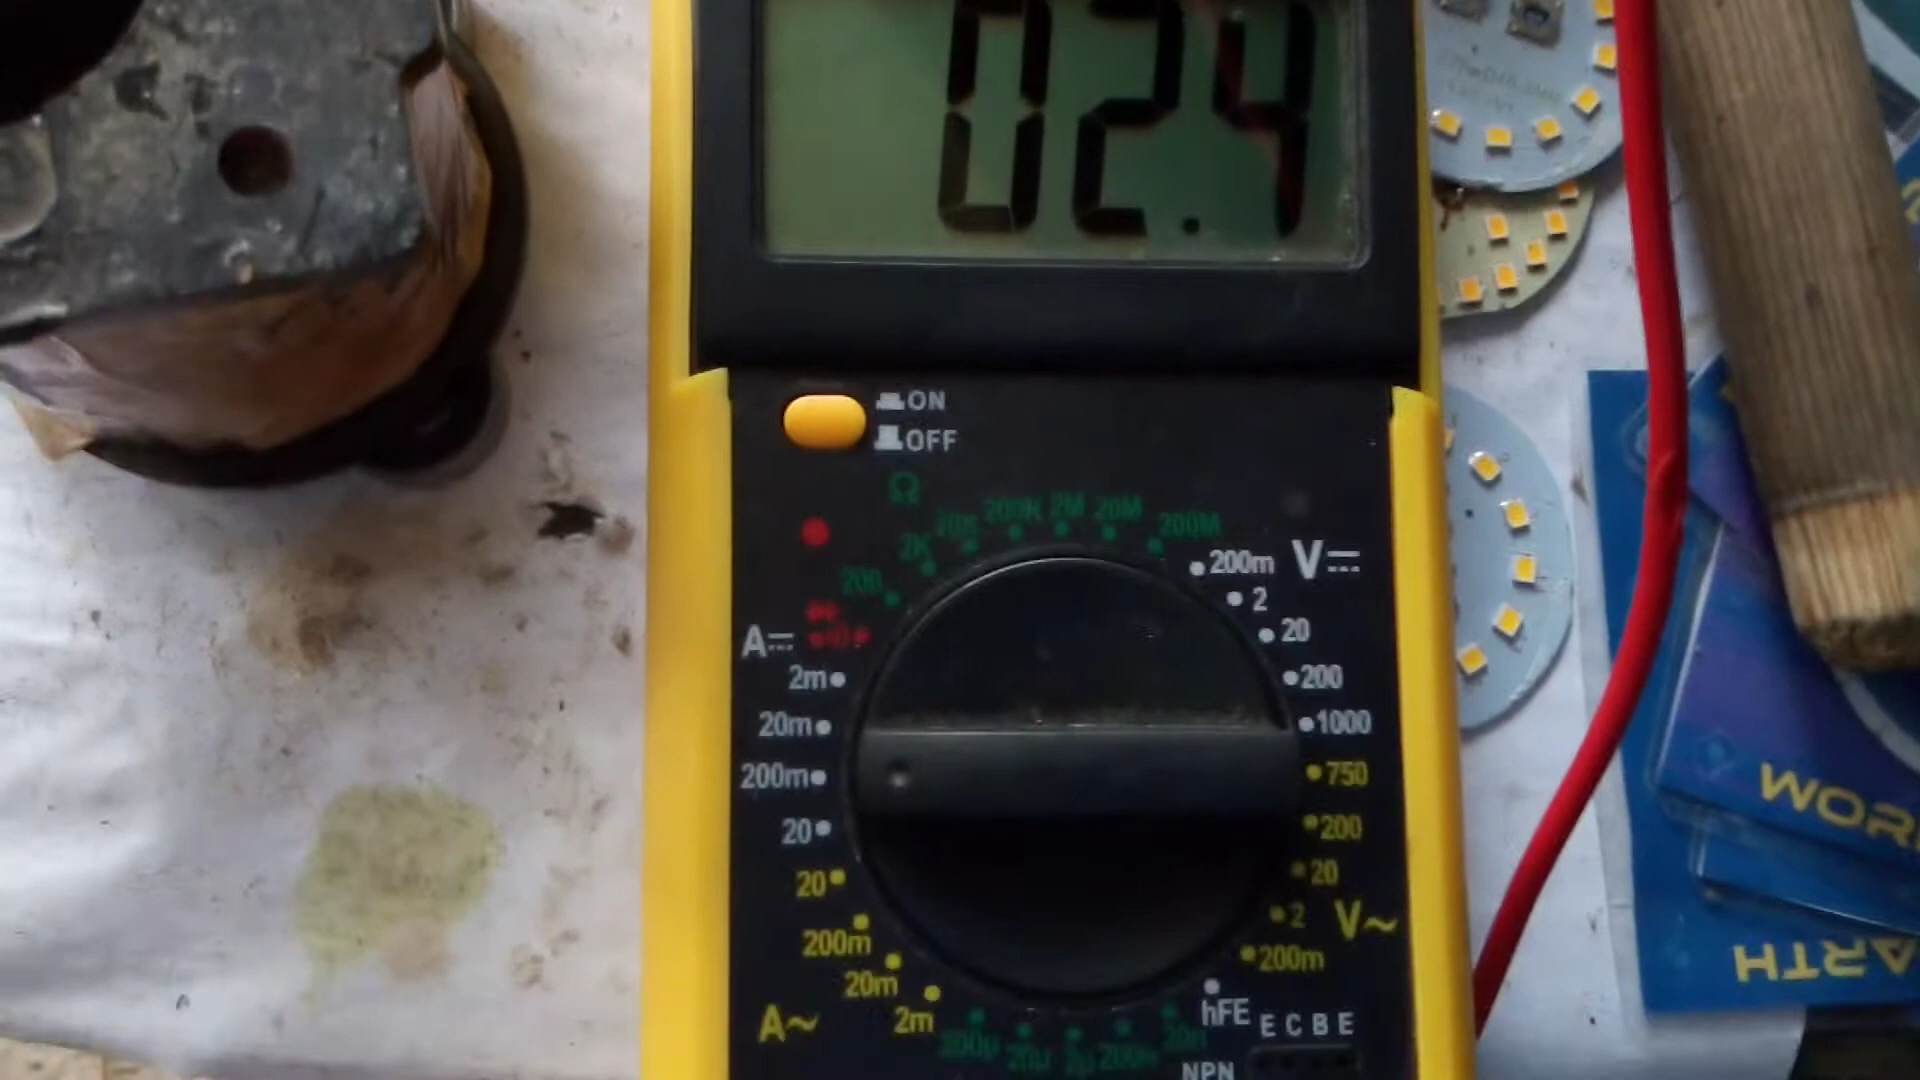 02.4
ON
OFF
Ω
200K 2M 20M
2K 200M
200
200m V
2
A 20
2m 200
20m 1000
200m 750
20 200
20 20
2 V~
200m 200m
20m
2m
A~
hFE
E C B E
NPN
WOR
ARTH